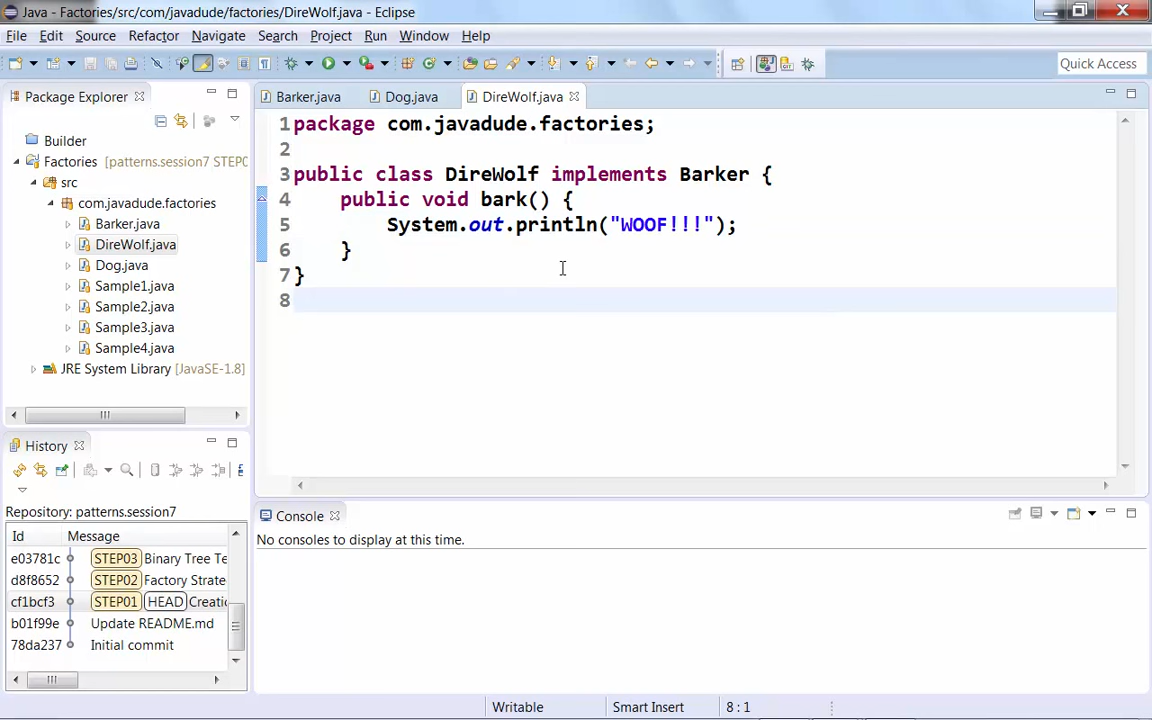 Java - Factories/src/com/javadude/factories/DireWolf.java - Eclipse
File Edit Source Refactor Navigate Search Project Run Window Help
Quick Access
Package Explorer
Builder
Factories [patterns.session7 STEP0
src
com.javadude.factories
Barker.java
DireWolf.java
Dog.java
Sample1.java
Sample2.java
Sample3.java
Sample4.java
JRE System Library [JavaSE-1.8]
Barker.java Dog.java DireWolf.java
1 package com.javadude.factories;
2
3 public class DireWolf implements Barker {
4 public void bark() {
5 System.out.println("WOOF!!!");
6 }
7 }
8
History
Repository: patterns.session7
Id Message
e03781c STEP03 Binary Tree Te
d8f8652 STEP02 Factory Strate
cf1bcf3 STEP01 HEAD Creatio
b01f99e Update README.md
78da237 Initial commit
Console
No consoles to display at this time.
Writable Smart Insert 8 : 1